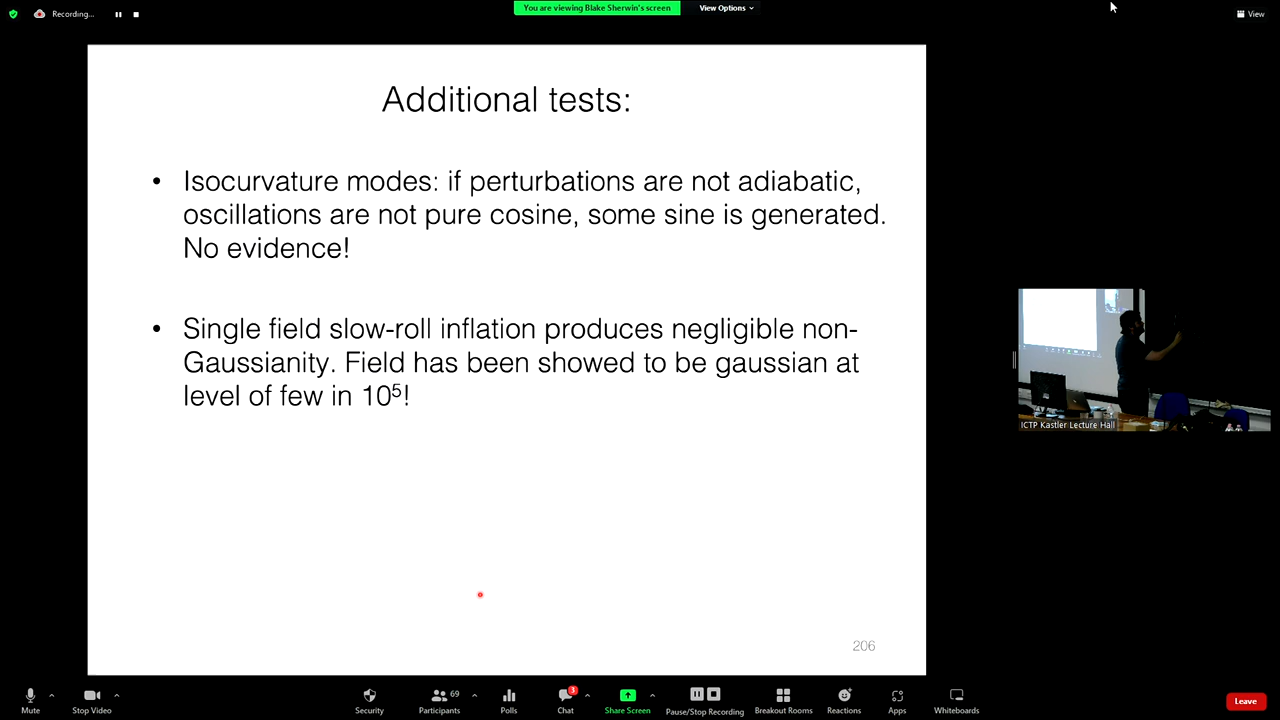 Recording...
You are viewing Blake Sherwin's screen
View Options
View
Additional tests:
• Isocurvature modes: if perturbations are not adiabatic,
oscillations are not pure cosine, some sine is generated.
No evidence!
• Single field slow-roll inflation produces negligible non-
Gaussianity. Field has been showed to be gaussian at
level of few in 10⁵!
ICTP Kastler Lecture Hall
206
Mute
Stop Video
Security
Participants
69
Polls
Chat
3
Share Screen
Pause/Stop Recording
Breakout Rooms
Reactions
Apps
Whiteboards
Leave